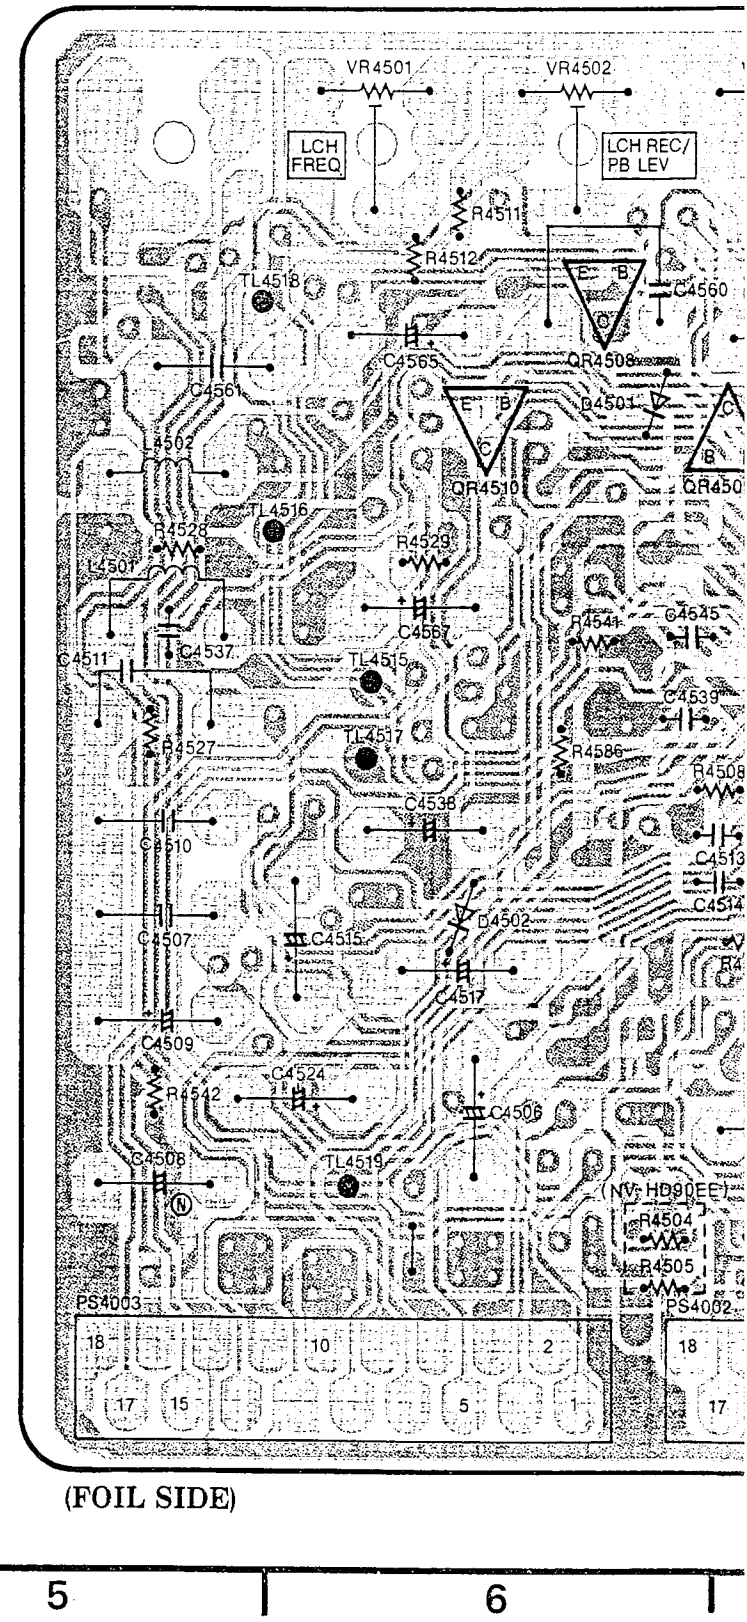 VR4501
VR4502
LCH
FREQ
LCH REC/
PB LEV
R4511
R4512
TL4518
E B
C
C4560
C4565
QR4508
C456
D4501
E B
C
C
B
L4502
QR4510
QR450
TL4516
R4528
R4529
L4501
C4567
R4541
C4545
C4537
C4511
TL4515
C4539
R4527
TL4517
R4586
R4508
C4538
C4510
C4513
C4514
D4502
C4507
C4515
R4
C4517
C4509
C4524
R4542
C4506
C4508
TL4519
N
(NV-HD90EE)
R4504
R4505
PS4003
PS4002
18
10
2
18
17
15
5
1
17
(FOIL SIDE)
5
6